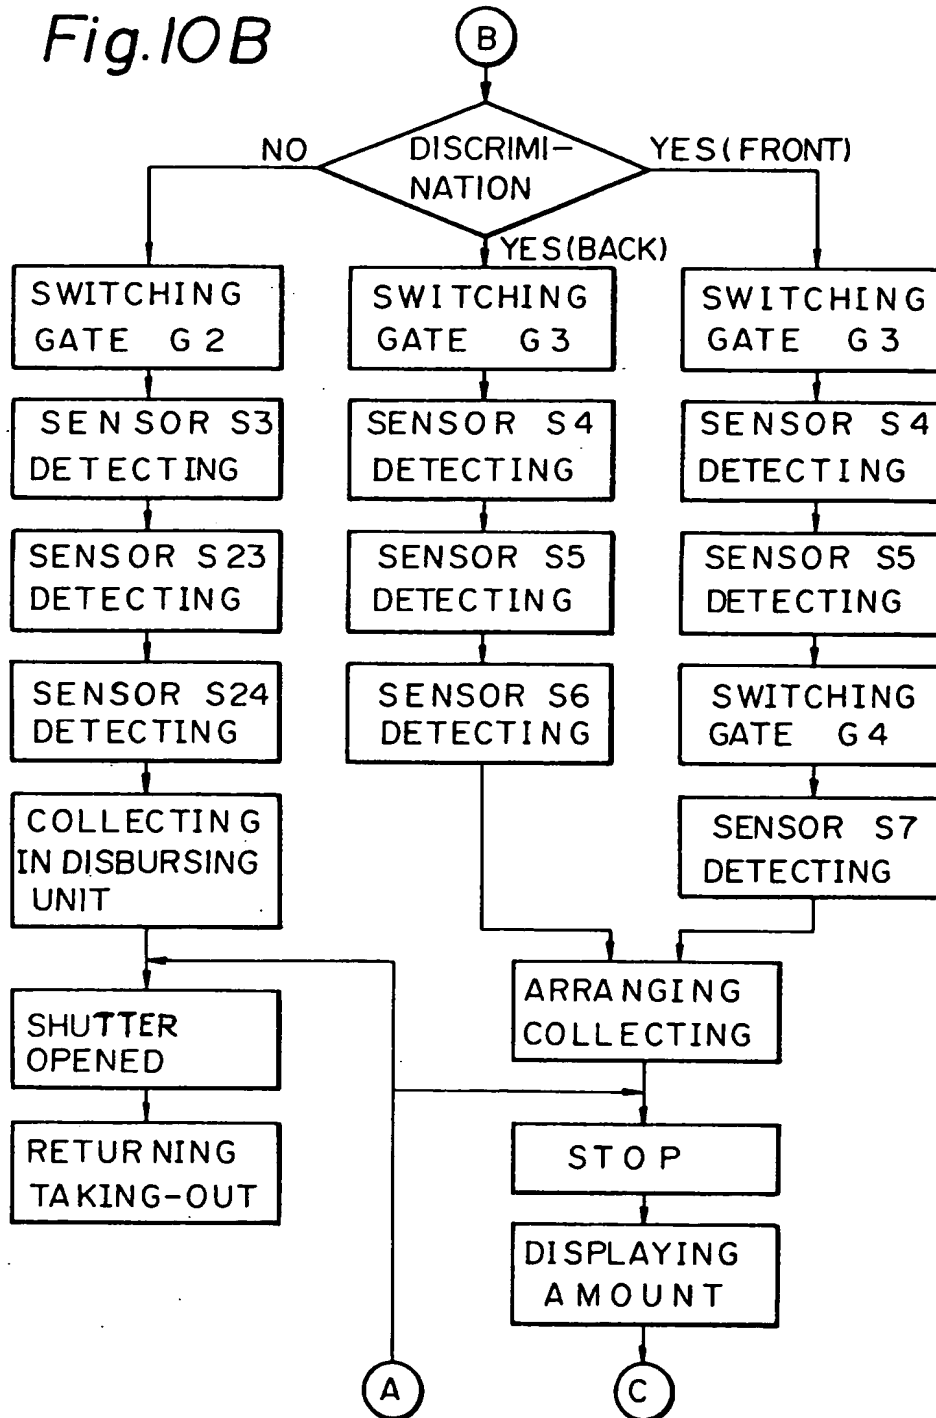 Fig.10B
B
DISCRIMI-
NATION
NO
YES(FRONT)
YES(BACK)
SWITCHING
GATE G2
SENSOR S3
DETECTING
SENSOR S23
DETECTING
SENSOR S24
DETECTING
COLLECTING
IN DISBURSING
UNIT
SHUTTER
OPENED
RETURNING
TAKING-OUT
SWITCHING
GATE G3
SENSOR S4
DETECTING
SENSOR S5
DETECTING
SENSOR S6
DETECTING
SWITCHING
GATE G3
SENSOR S4
DETECTING
SENSOR S5
DETECTING
SWITCHING
GATE G4
SENSOR S7
DETECTING
ARRANGING
COLLECTING
STOP
DISPLAYING
AMOUNT
A
C